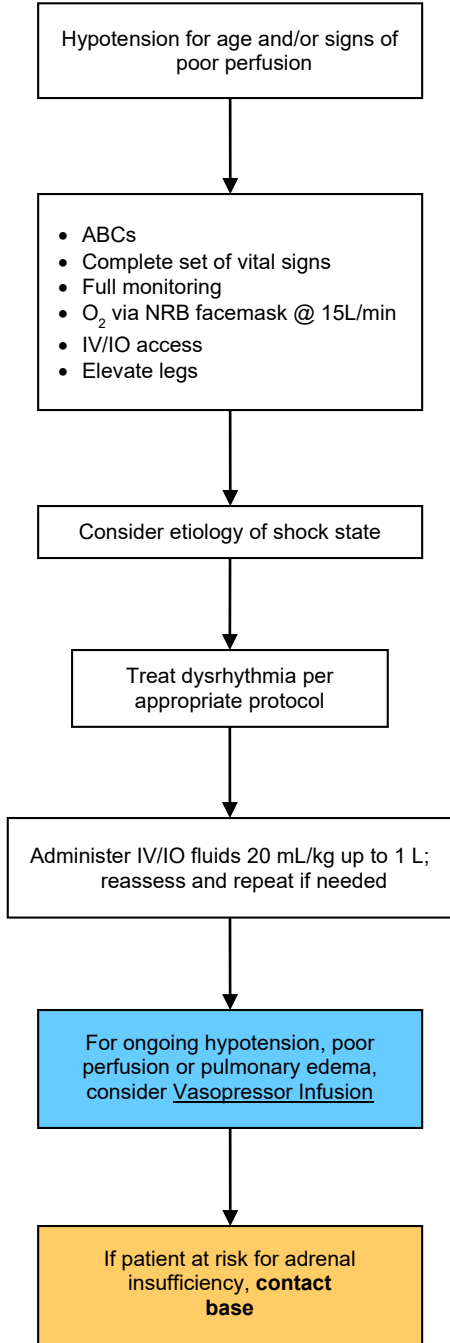 Hypotension for age and/or signs of
poor perfusion
• ABCs
• Complete set of vital signs
• Full monitoring
• O2 via NRB facemask @ 15L/min
• IV/IO access
• Elevate legs
Consider etiology of shock state
Treat dysrhythmia per
appropriate protocol
Administer IV/IO fluids 20 mL/kg up to 1 L;
reassess and repeat if needed
For ongoing hypotension, poor
perfusion or pulmonary edema,
consider Vasopressor Infusion
If patient at risk for adrenal
insufficiency, contact
base